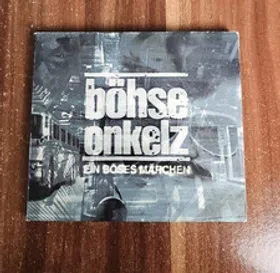 böhse
onkelz
EIN BÖSES MÄRCHEN